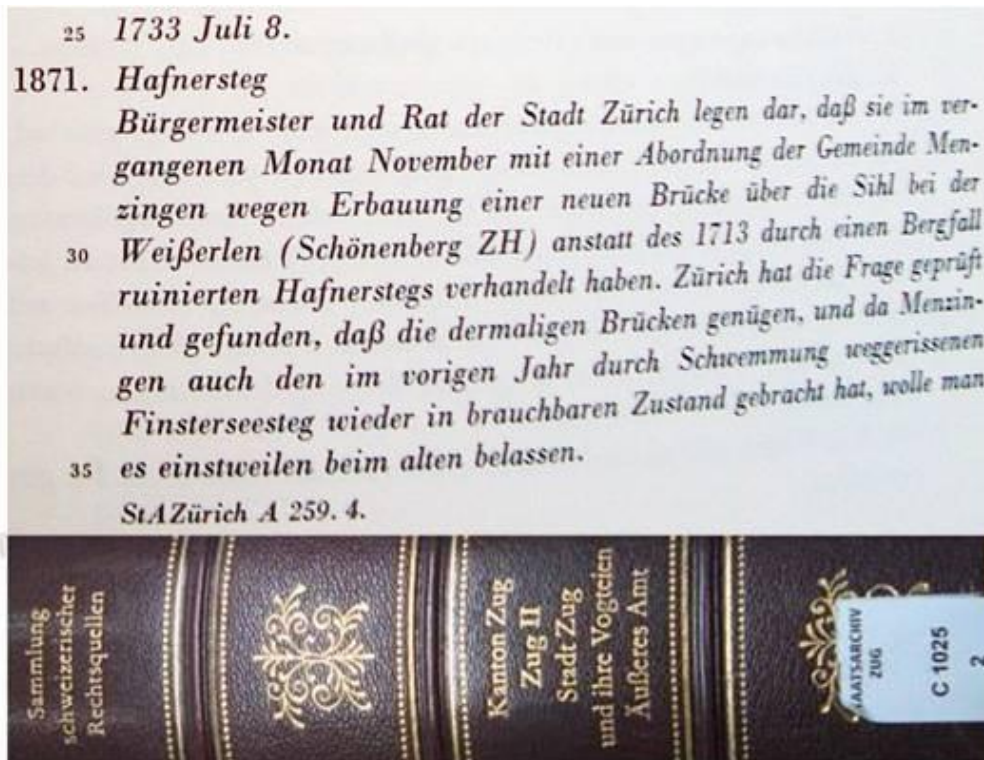 25 1733 Juli 8.
1871. Hafnersteg
Bürgermeister und Rat der Stadt Zürich legen dar, daß sie im ver-
gangenen Monat November mit einer Abordnung der Gemeinde Men-
zingen wegen Erbauung einer neuen Brücke über die Sihl bei der
30 Weißerlen (Schönenberg ZH) anstatt des 1713 durch einen Bergfall
ruinierten Hafnerstegs verhandelt haben. Zürich hat die Frage geprüft
und gefunden, daß die dermaligen Brücken genügen, und da Menzin-
gen auch den im vorigen Jahr durch Schwemmung weggerissenen
Finsterseesteg wieder in brauchbaren Zustand gebracht hat, wolle man
35 es einstweilen beim alten belassen.
StAZürich A 259. 4.
Sammlung
schweizerischer
Rechtsquellen
Kanton Zug
Zug II
Stadt Zug
und ihre Vogteien
Äußeres Amt
AATSARCHIV
ZUG
C 1025
2